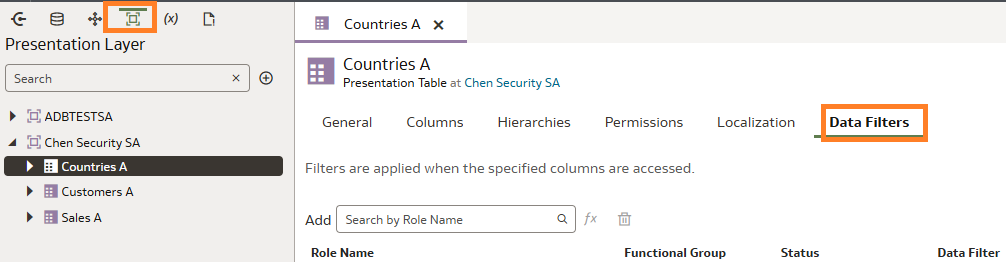 (x)
Presentation Layer
Search
ADBTESTSA
Chen Security SA
Countries A
Customers A
Sales A
Countries A
Countries A
Presentation Table at Chen Security SA
General Columns Hierarchies Permissions Localization Data Filters
Filters are applied when the specified columns are accessed.
Add Search by Role Name fx
Role Name Functional Group Status Data Filter